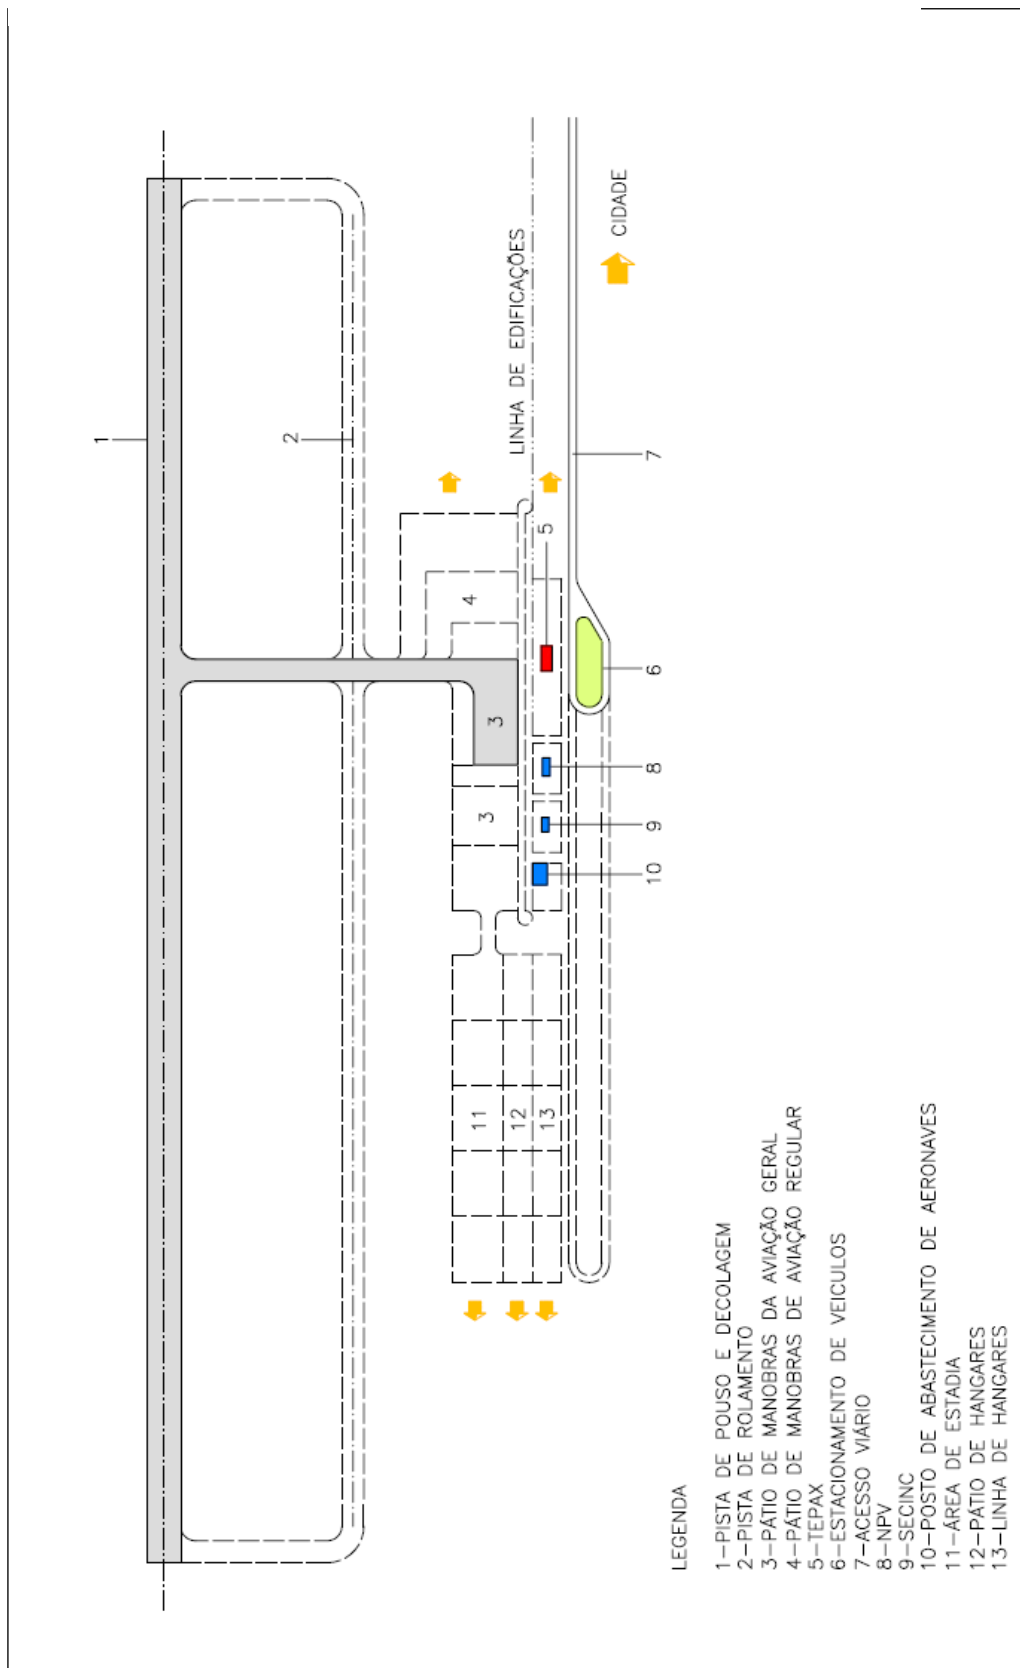 1
2
LINHA DE EDIFICAÇÕES
CIDADE
3
3
4
5
6
7
8
9
10
11
12
13
LEGENDA
1-PISTA DE POUSO E DECOLAGEM
2-PISTA DE ROLAMENTO
3-PÁTIO DE MANOBRAS DA AVIAÇÃO GERAL
4-PÁTIO DE MANOBRAS DE AVIAÇÃO REGULAR
5-TEPAX
6-ESTACIONAMENTO DE VEICULOS
7-ACESSO VIÁRIO
8-NPV
9-SECINC
10-POSTO DE ABASTECIMENTO DE AERONAVES
11-ÁREA DE ESTADIA
12-PÁTIO DE HANGARES
13-LINHA DE HANGARES